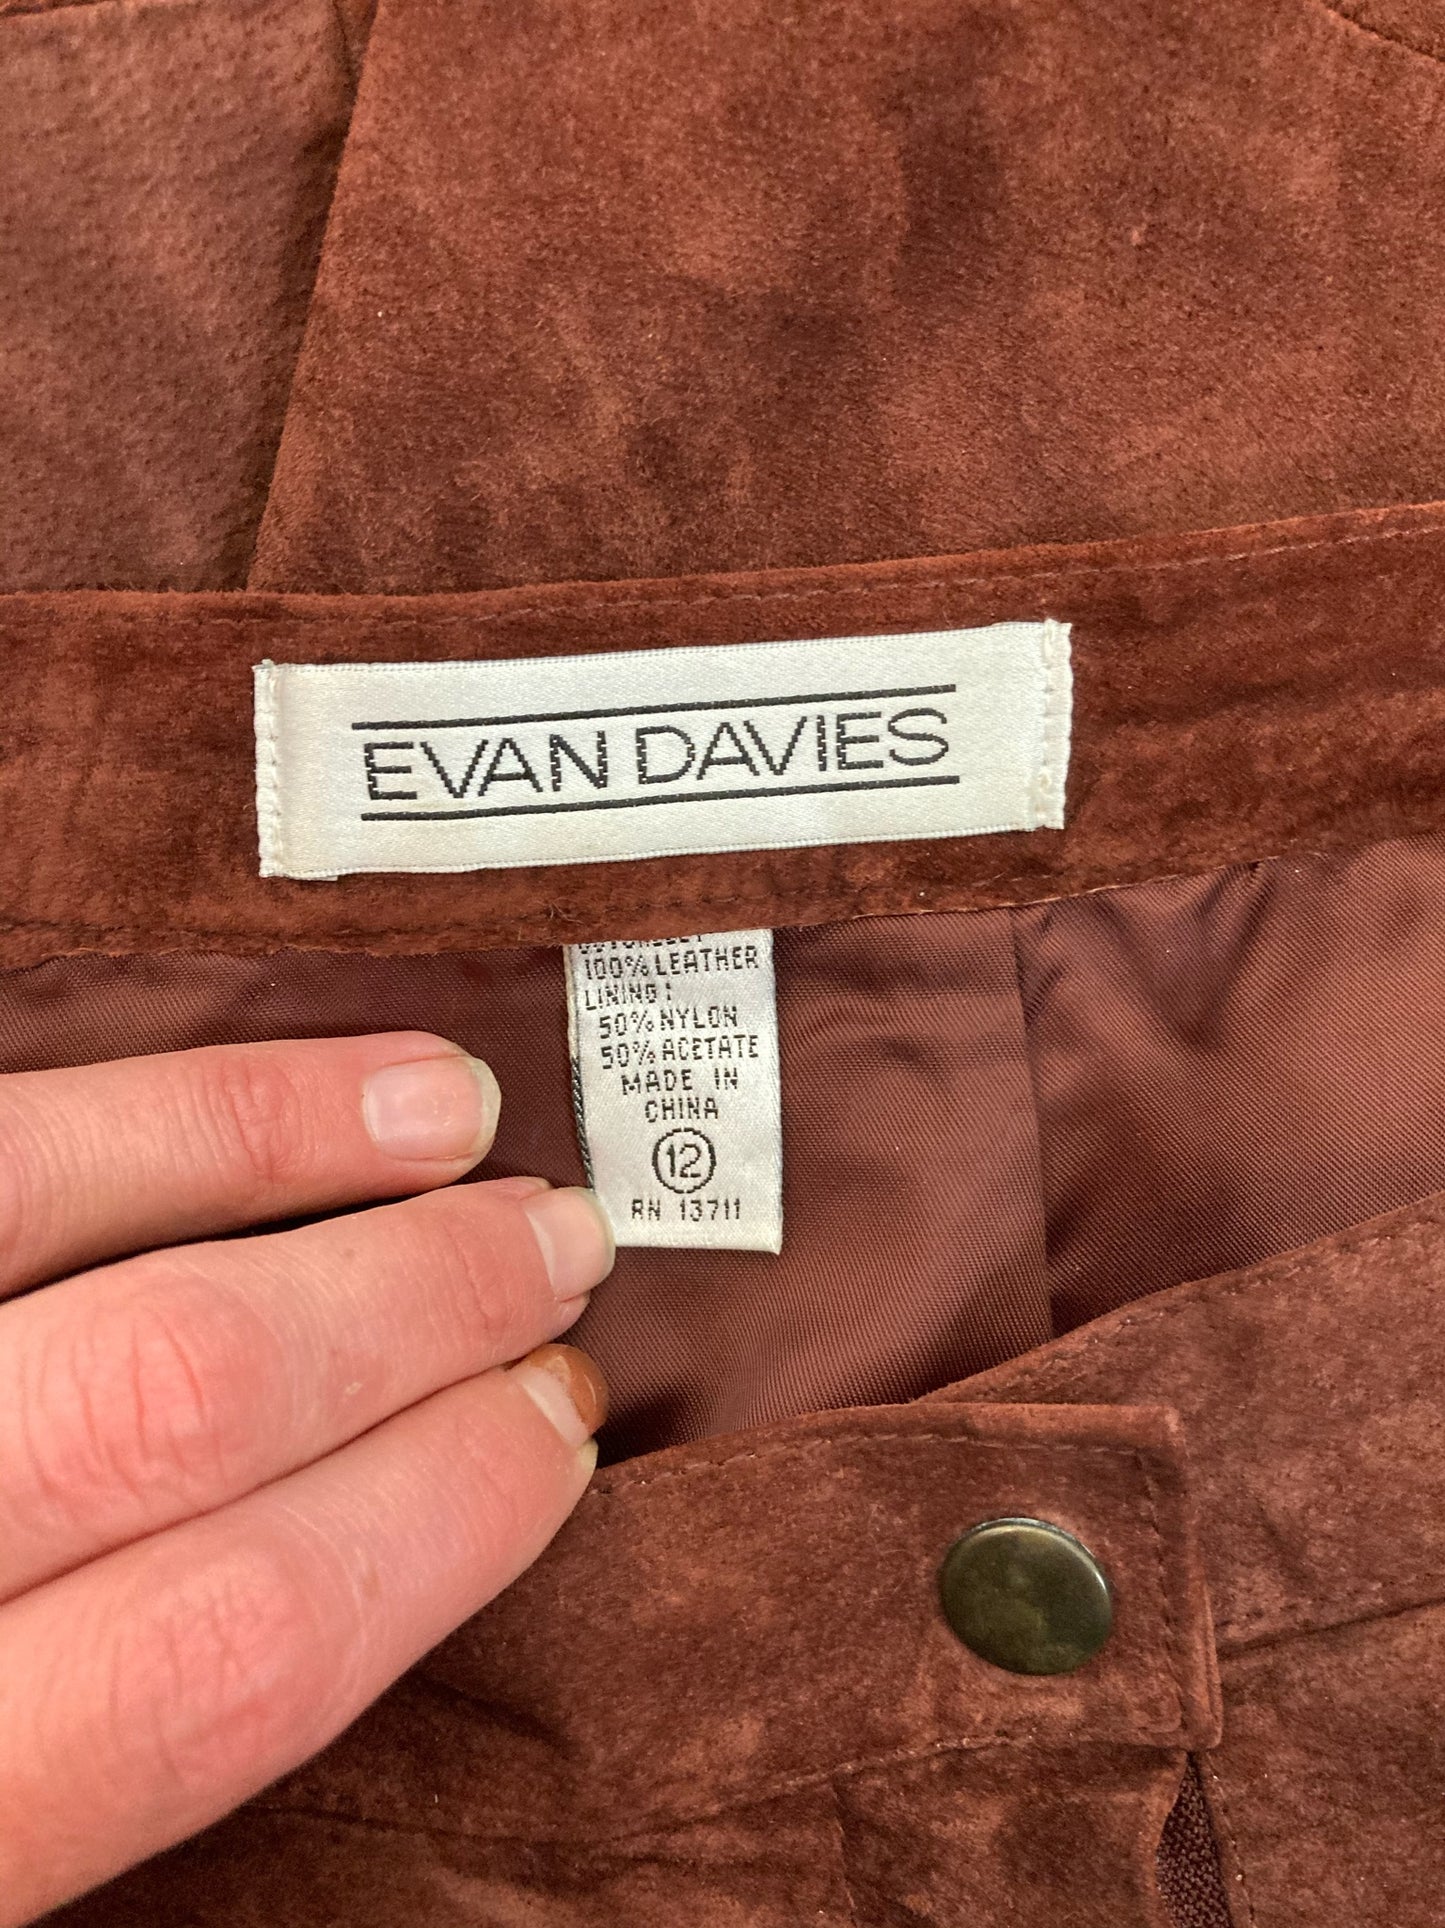 EVAN DAVIES
100% LEATHER
LINING:
50% NYLON
50% ACETATE
MADE IN
CHINA
12
RN 13711